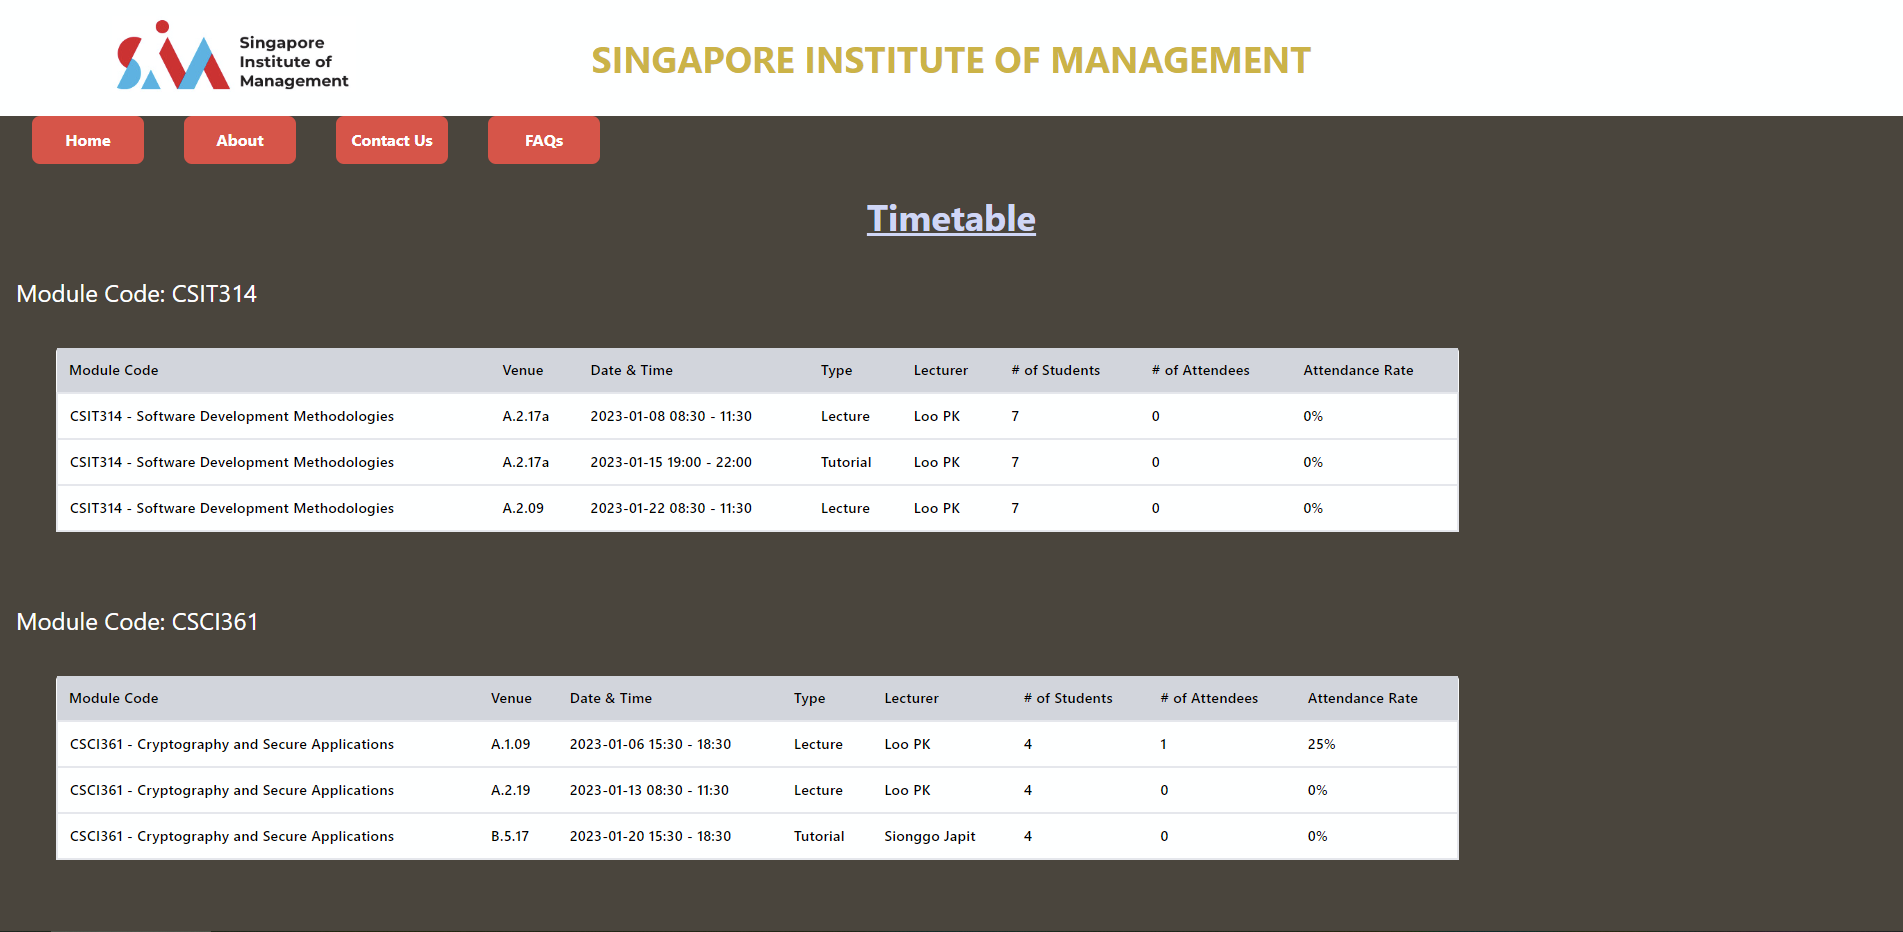 Singapore
Institute of
Management
SINGAPORE INSTITUTE OF MANAGEMENT
Home About Contact Us FAQs
Timetable
Module Code: CSIT314
Module Code Venue Date & Time Type Lecturer # of Students # of Attendees Attendance Rate
CSIT314 - Software Development Methodologies A.2.17a 2023-01-08 08:30 - 11:30 Lecture Loo PK 7 0 0%
CSIT314 - Software Development Methodologies A.2.17a 2023-01-15 19:00 - 22:00 Tutorial Loo PK 7 0 0%
CSIT314 - Software Development Methodologies A.2.09 2023-01-22 08:30 - 11:30 Lecture Loo PK 7 0 0%
Module Code: CSCI361
Module Code Venue Date & Time Type Lecturer # of Students # of Attendees Attendance Rate
CSCI361 - Cryptography and Secure Applications A.1.09 2023-01-06 15:30 - 18:30 Lecture Loo PK 4 1 25%
CSCI361 - Cryptography and Secure Applications A.2.19 2023-01-13 08:30 - 11:30 Lecture Loo PK 4 0 0%
CSCI361 - Cryptography and Secure Applications B.5.17 2023-01-20 15:30 - 18:30 Tutorial Sionggo Japit 4 0 0%